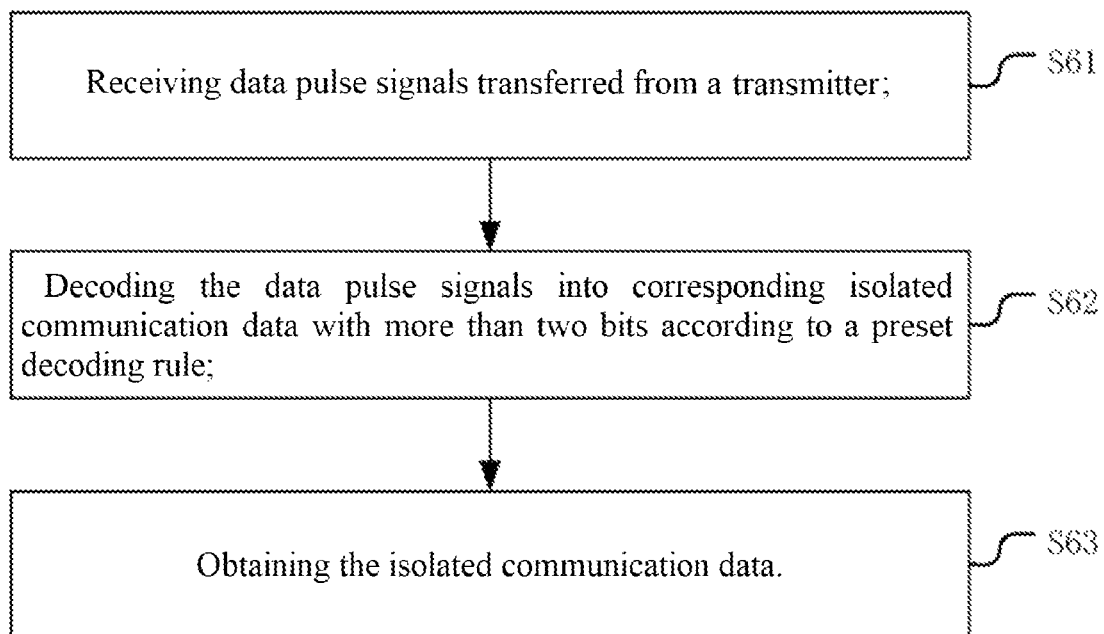 Receiving data pulse signals transferred from a transmitter;
S61
Decoding the data pulse signals into corresponding isolated
communication data with more than two bits according to a preset
decoding rule;
S62
Obtaining the isolated communication data.
S63